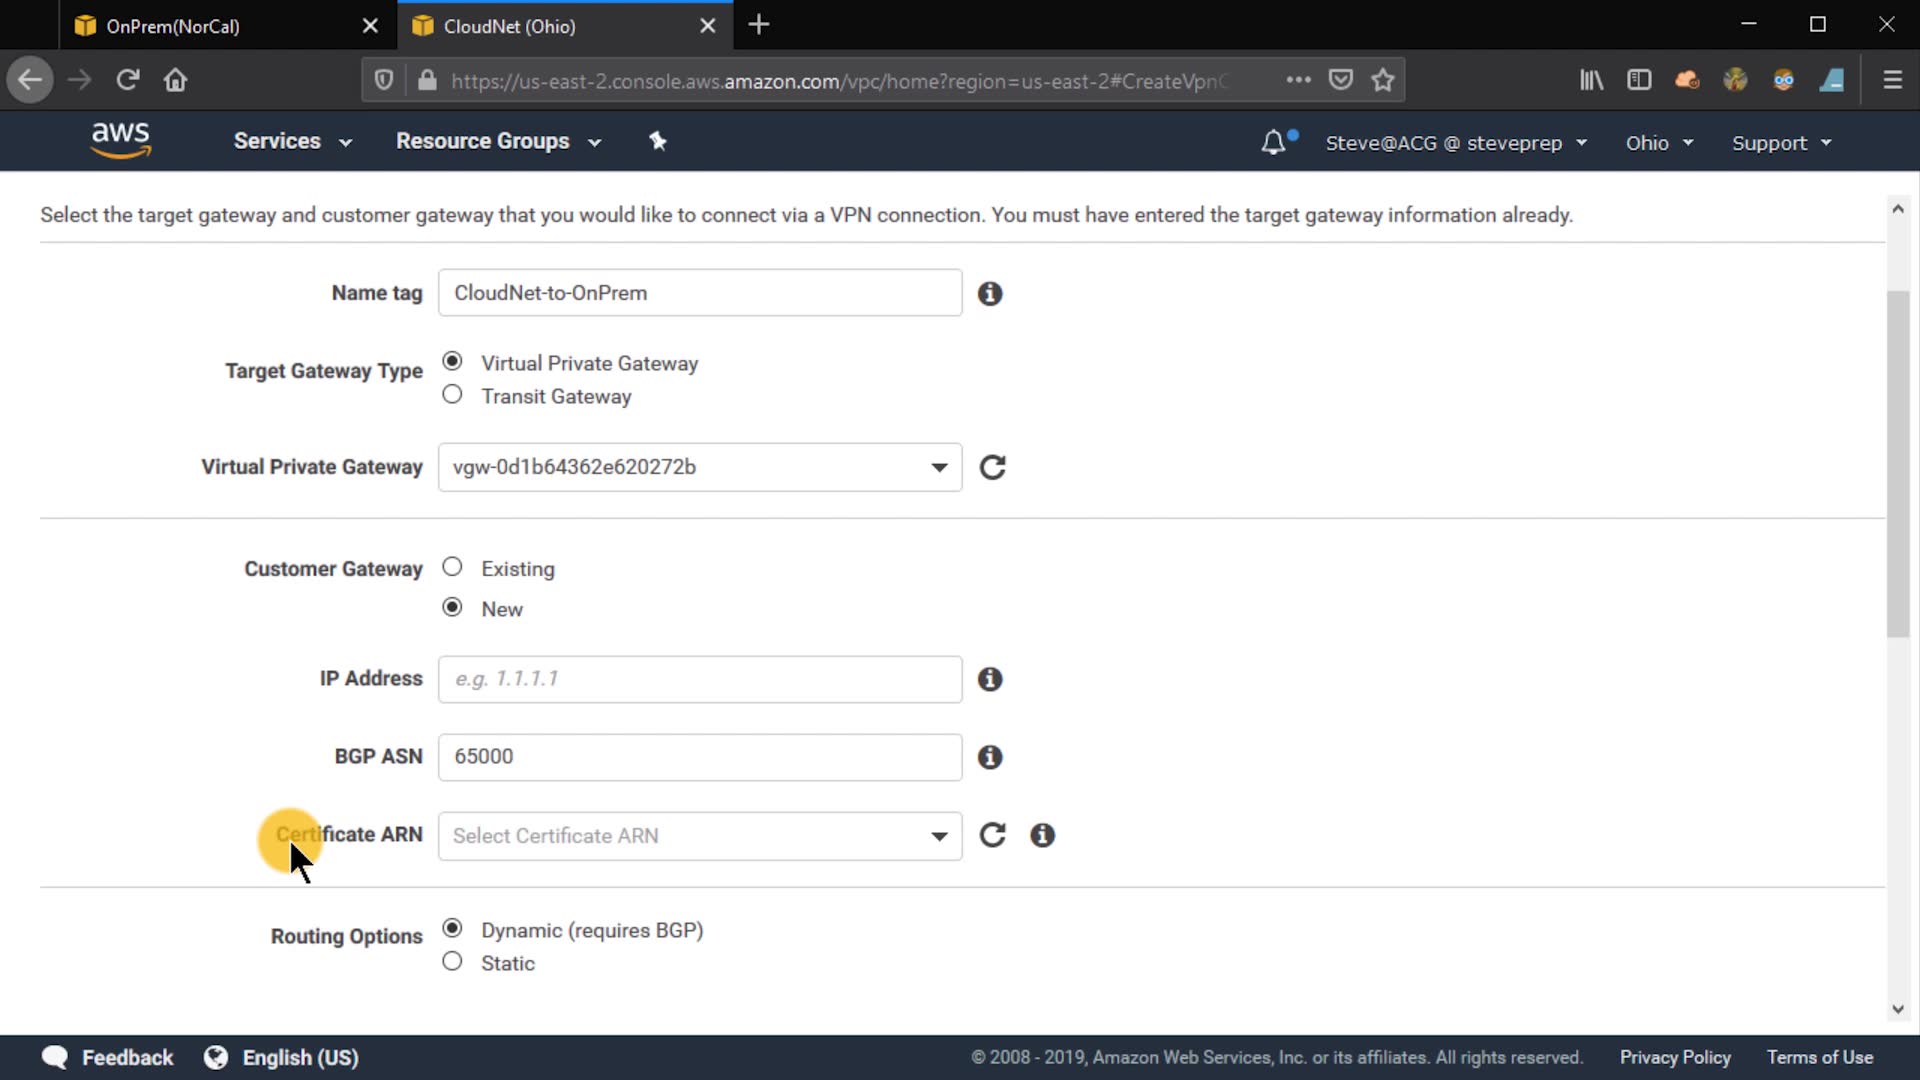 OnPrem(NorCal)
CloudNet (Ohio)
https://us-east-2.console.aws.amazon.com/vpc/home?region=us-east-2#CreateVpnC
aws
Services
Resource Groups
Steve@ACG @ steveprep
Ohio
Support
Select the target gateway and customer gateway that you would like to connect via a VPN connection. You must have entered the target gateway information already.
Name tag
CloudNet-to-OnPrem
Target Gateway Type
Virtual Private Gateway
Transit Gateway
Virtual Private Gateway
vgw-0d1b64362e620272b
Customer Gateway
Existing
New
IP Address
e.g. 1.1.1.1
BGP ASN
65000
Certificate ARN
Select Certificate ARN
Routing Options
Dynamic (requires BGP)
Static
Feedback
English (US)
© 2008 - 2019, Amazon Web Services, Inc. or its affiliates. All rights reserved.
Privacy Policy
Terms of Use